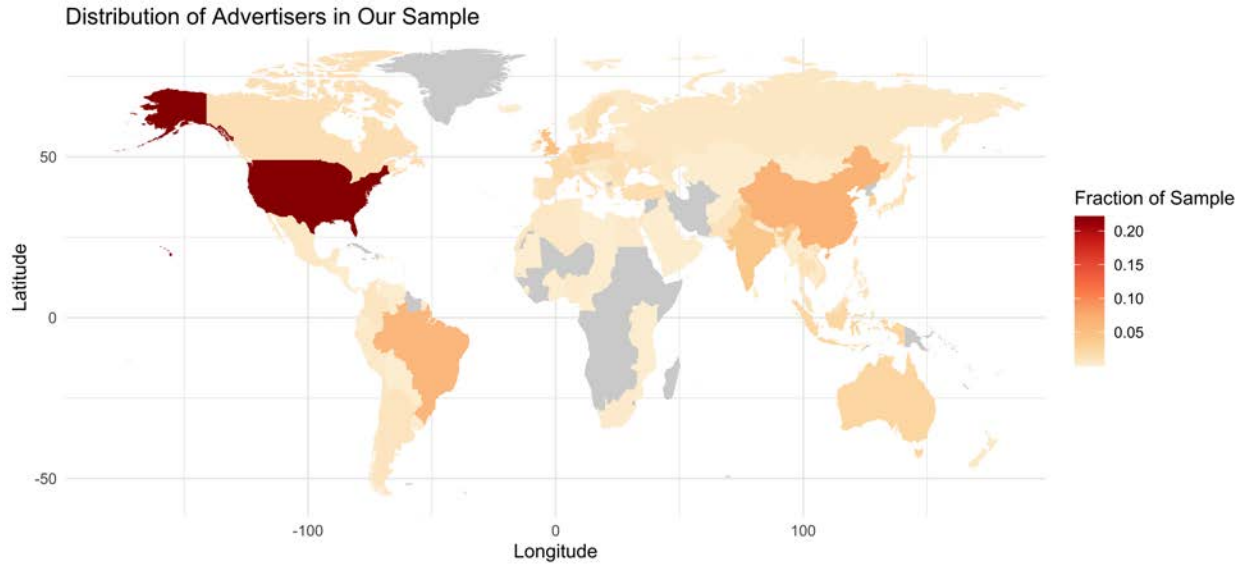 Distribution of Advertisers in Our Sample
50
0
-50
Latitude
-100
0
100
Longitude
Fraction of Sample
0.20
0.15
0.10
0.05